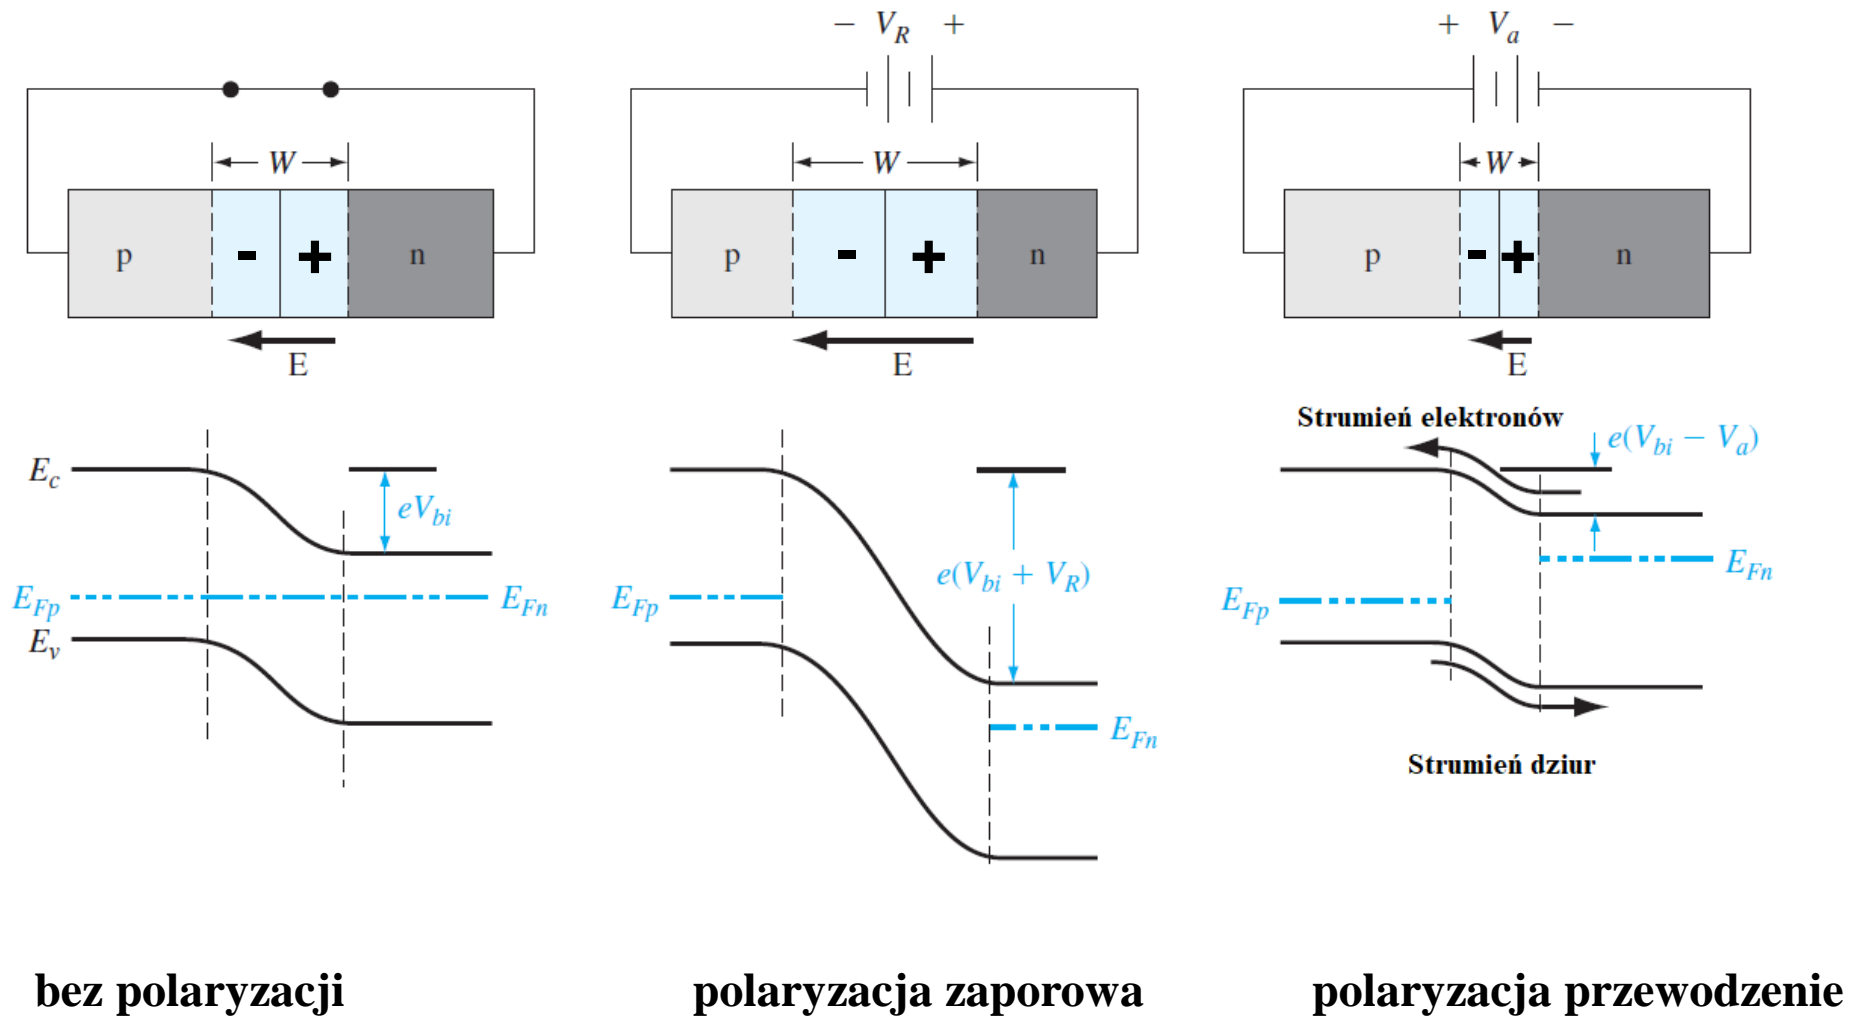 − V_R +
+ V_a −
W
W
W
p - + n
p - + n
p - + n
E
E
E
Strumień elektronów
e(V_bi − V_a)
E_c
eV_bi
e(V_bi + V_R)
E_Fn
E_Fp
E_Fn
E_Fp
E_Fp
E_v
E_Fn
Strumień dziur
bez polaryzacji
polaryzacja zaporowa
polaryzacja przewodzenie